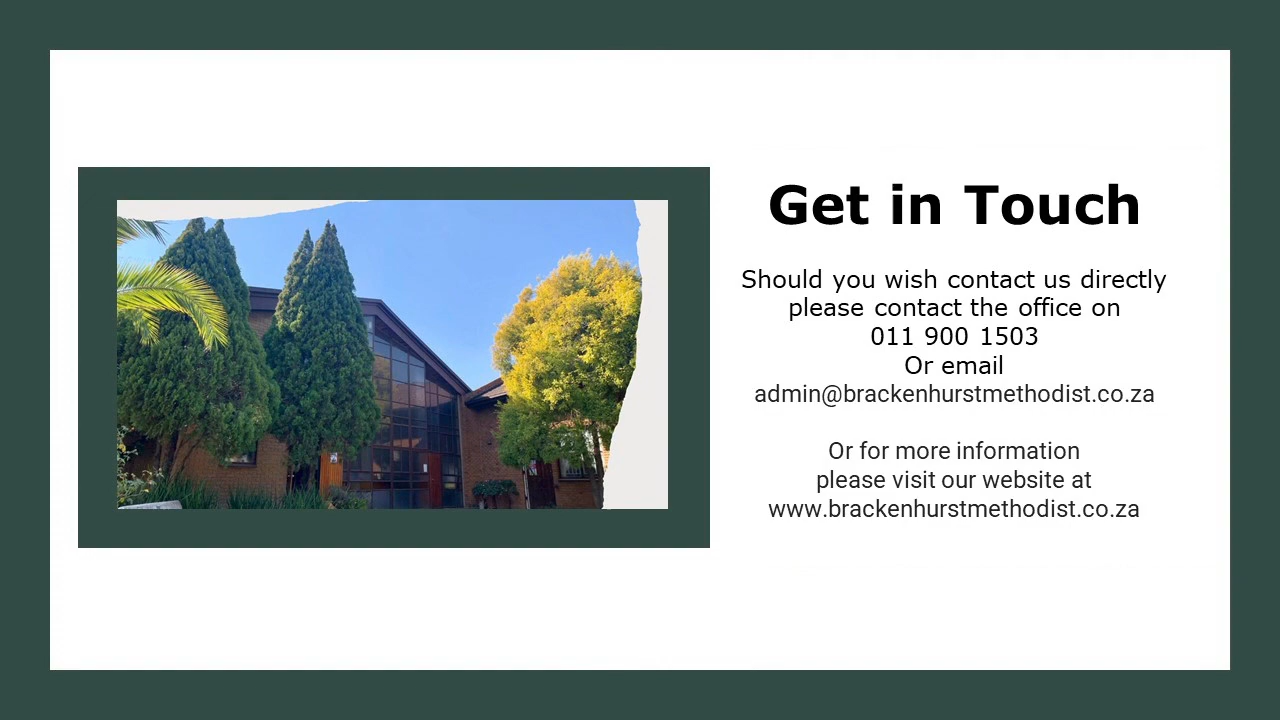 Get in Touch
Should you wish contact us directly
please contact the office on
011 900 1503
Or email
admin@brackenhurstmethodist.co.za
Or for more information
please visit our website at
www.brackenhurstmethodist.co.za